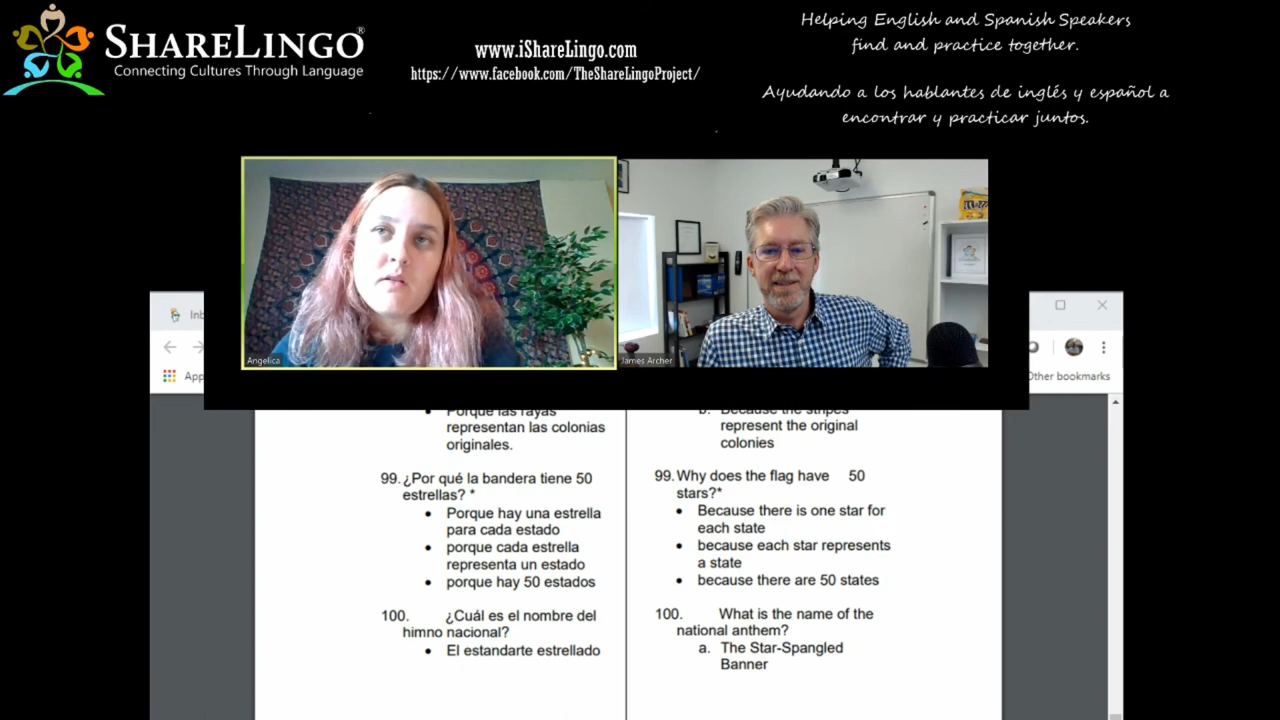 SHARELINGO®
Connecting Cultures Through Language
www.iShareLingo.com
https://www.facebook.com/TheShareLingoProject/
Helping English and Spanish Speakers
find and practice together.
Ayudando a los hablantes de inglés y español a
encontrar y practicar juntos.
Angelica
James Archer
Other bookmarks
Porque las rayas
representan las colonias
originales.
99. ¿Por qué la bandera tiene 50
estrellas? *
• Porque hay una estrella
para cada estado
• porque cada estrella
representa un estado
• porque hay 50 estados
100. ¿Cuál es el nombre del
himno nacional?
• El estandarte estrellado
b. Because the stripes
represent the original
colonies
99. Why does the flag have 50
stars?*
• Because there is one star for
each state
• because each star represents
a state
• because there are 50 states
100. What is the name of the
national anthem?
a. The Star-Spangled
Banner